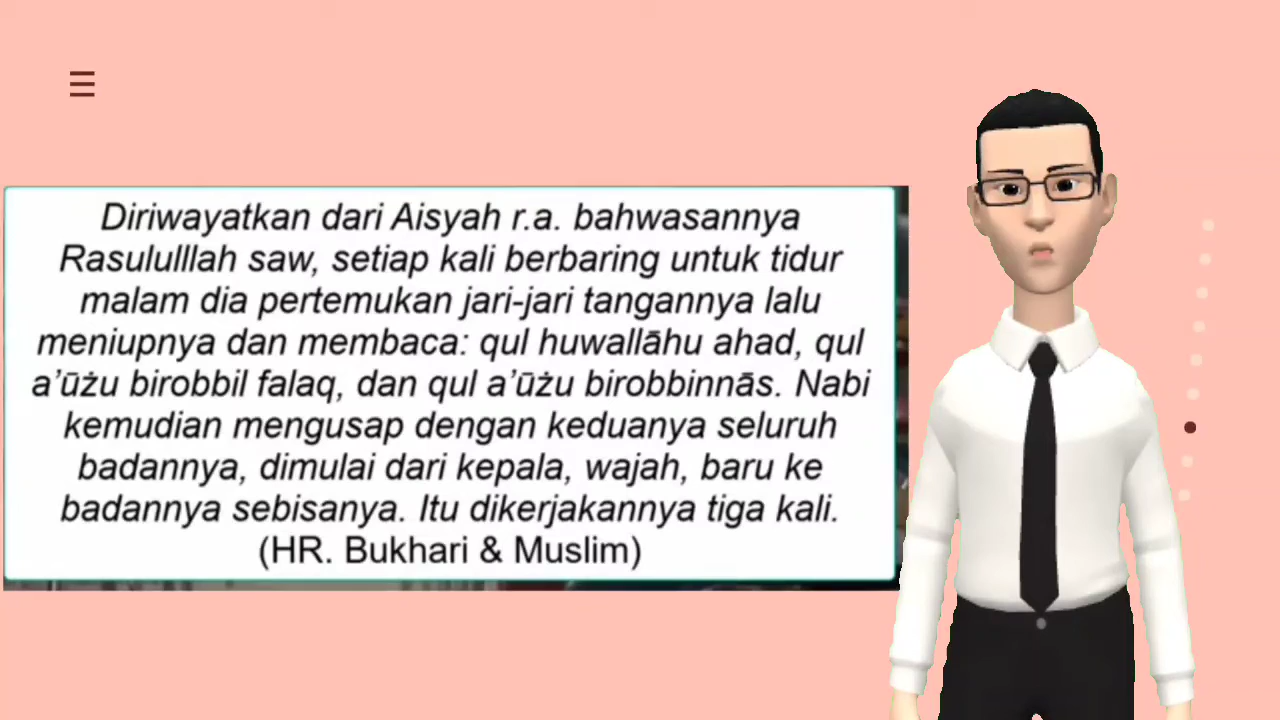 Diriwayatkan dari Aisyah r.a. bahwasannya
Rasululllah saw, setiap kali berbaring untuk tidur
malam dia pertemukan jari-jari tangannya lalu
meniupnya dan membaca: qul huwallāhu ahad, qul
a’ūżu birobbil falaq, dan qul a’ūżu birobbinnās. Nabi
kemudian mengusap dengan keduanya seluruh
badannya, dimulai dari kepala, wajah, baru ke
badannya sebisanya. Itu dikerjakannya tiga kali.
(HR. Bukhari & Muslim)